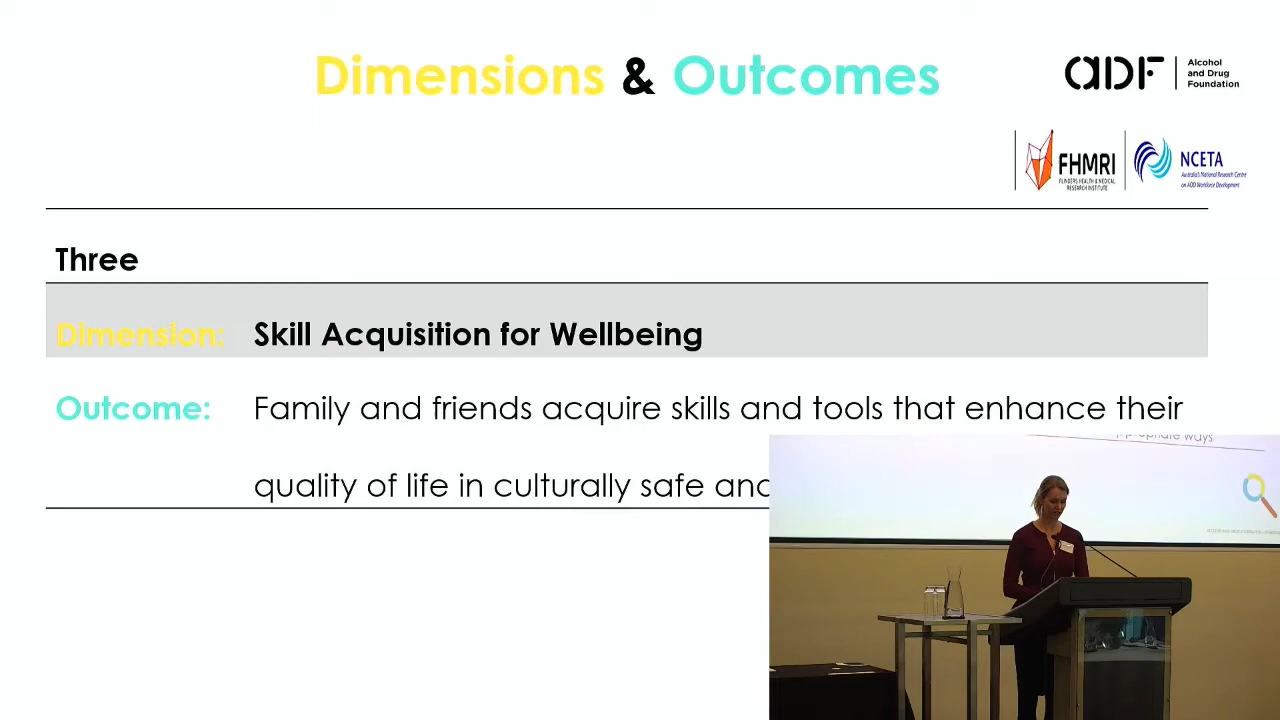 Dimensions & Outcomes
ADF
Alcohol
and Drug
Foundation
FHMRI
FLINDERS HEALTH & MEDICAL
RESEARCH INSTITUTE
NCETA
Australia's National Research Centre
on AOD Workforce Development
Three
Dimension: Skill Acquisition for Wellbeing
Outcome: Family and friends acquire skills and tools that enhance their
quality of life in culturally safe and
ways